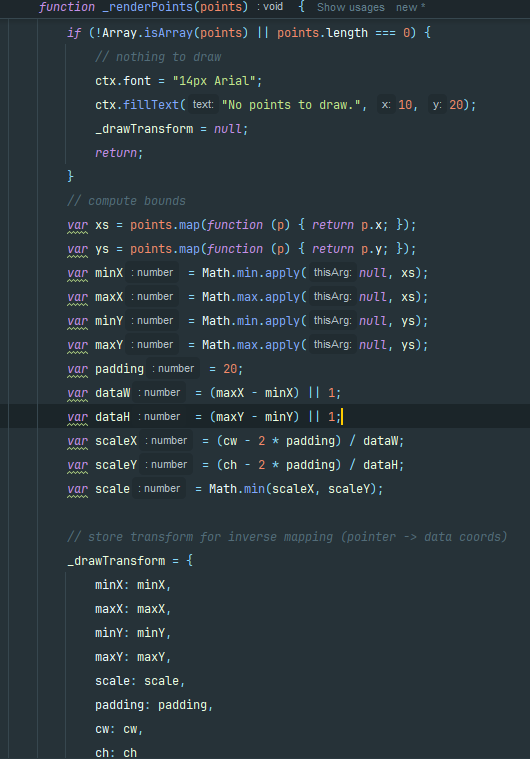 function _renderPoints(points) : void { Show usages new *
if (!Array.isArray(points) || points.length === 0) {
// nothing to draw
ctx.font = "14px Arial";
ctx.fillText( text: "No points to draw.", x: 10, y: 20);
_drawTransform = null;
return;
}
// compute bounds
var xs = points.map(function (p) { return p.x; });
var ys = points.map(function (p) { return p.y; });
var minX : number = Math.min.apply( thisArg: null, xs);
var maxX : number = Math.max.apply( thisArg: null, xs);
var minY : number = Math.min.apply( thisArg: null, ys);
var maxY : number = Math.max.apply( thisArg: null, ys);
var padding : number = 20;
var dataW : number = (maxX - minX) || 1;
var dataH : number = (maxY - minY) || 1;
var scaleX : number = (cw - 2 * padding) / dataW;
var scaleY : number = (ch - 2 * padding) / dataH;
var scale : number = Math.min(scaleX, scaleY);
// store transform for inverse mapping (pointer -> data coords)
_drawTransform = {
minX: minX,
maxX: maxX,
minY: minY,
maxY: maxY,
scale: scale,
padding: padding,
cw: cw,
ch: ch